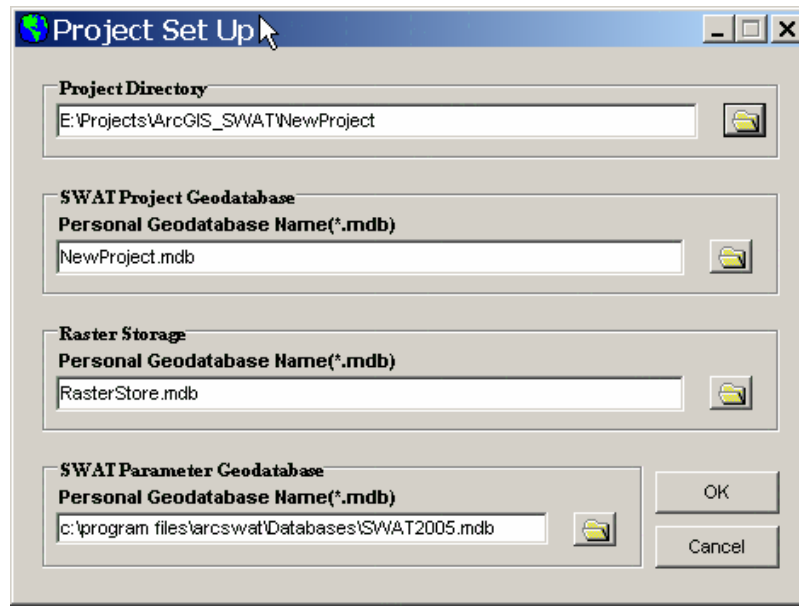 Project Set Up
Project Directory
E:\Projects\ArcGIS_SWAT\NewProject
SWAT Project Geodatabase
Personal Geodatabase Name(*.mdb)
NewProject.mdb
Raster Storage
Personal Geodatabase Name(*.mdb)
RasterStore.mdb
SWAT Parameter Geodatabase
Personal Geodatabase Name(*.mdb)
c:\program files\arcswat\Databases\SWAT2005.mdb
OK
Cancel